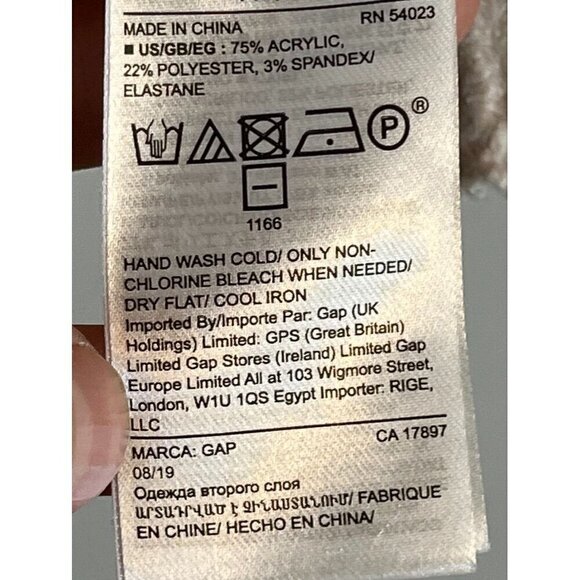 MADE IN CHINA RN 54023
■ US/GB/EG : 75% ACRYLIC,
22% POLYESTER, 3% SPANDEX/
ELASTANE
P ®
1166
HAND WASH COLD/ ONLY NON-
CHLORINE BLEACH WHEN NEEDED/
DRY FLAT/ COOL IRON
Imported By/Importe Par: Gap (UK
Holdings) Limited: GPS (Great Britain)
Limited Gap Stores (Ireland) Limited Gap
Europe Limited All at 103 Wigmore Street,
London, W1U 1QS Egypt Importer: RIGE,
LLC
MARCA: GAP CA 17897
08/19
Одежда второго слоя
ԱՐՏԱԴՐՎԱԾ Է ՉԻՆԱՍՏԱՆՈՒՄ/ FABRIQUE
EN CHINE/ HECHO EN CHINA/